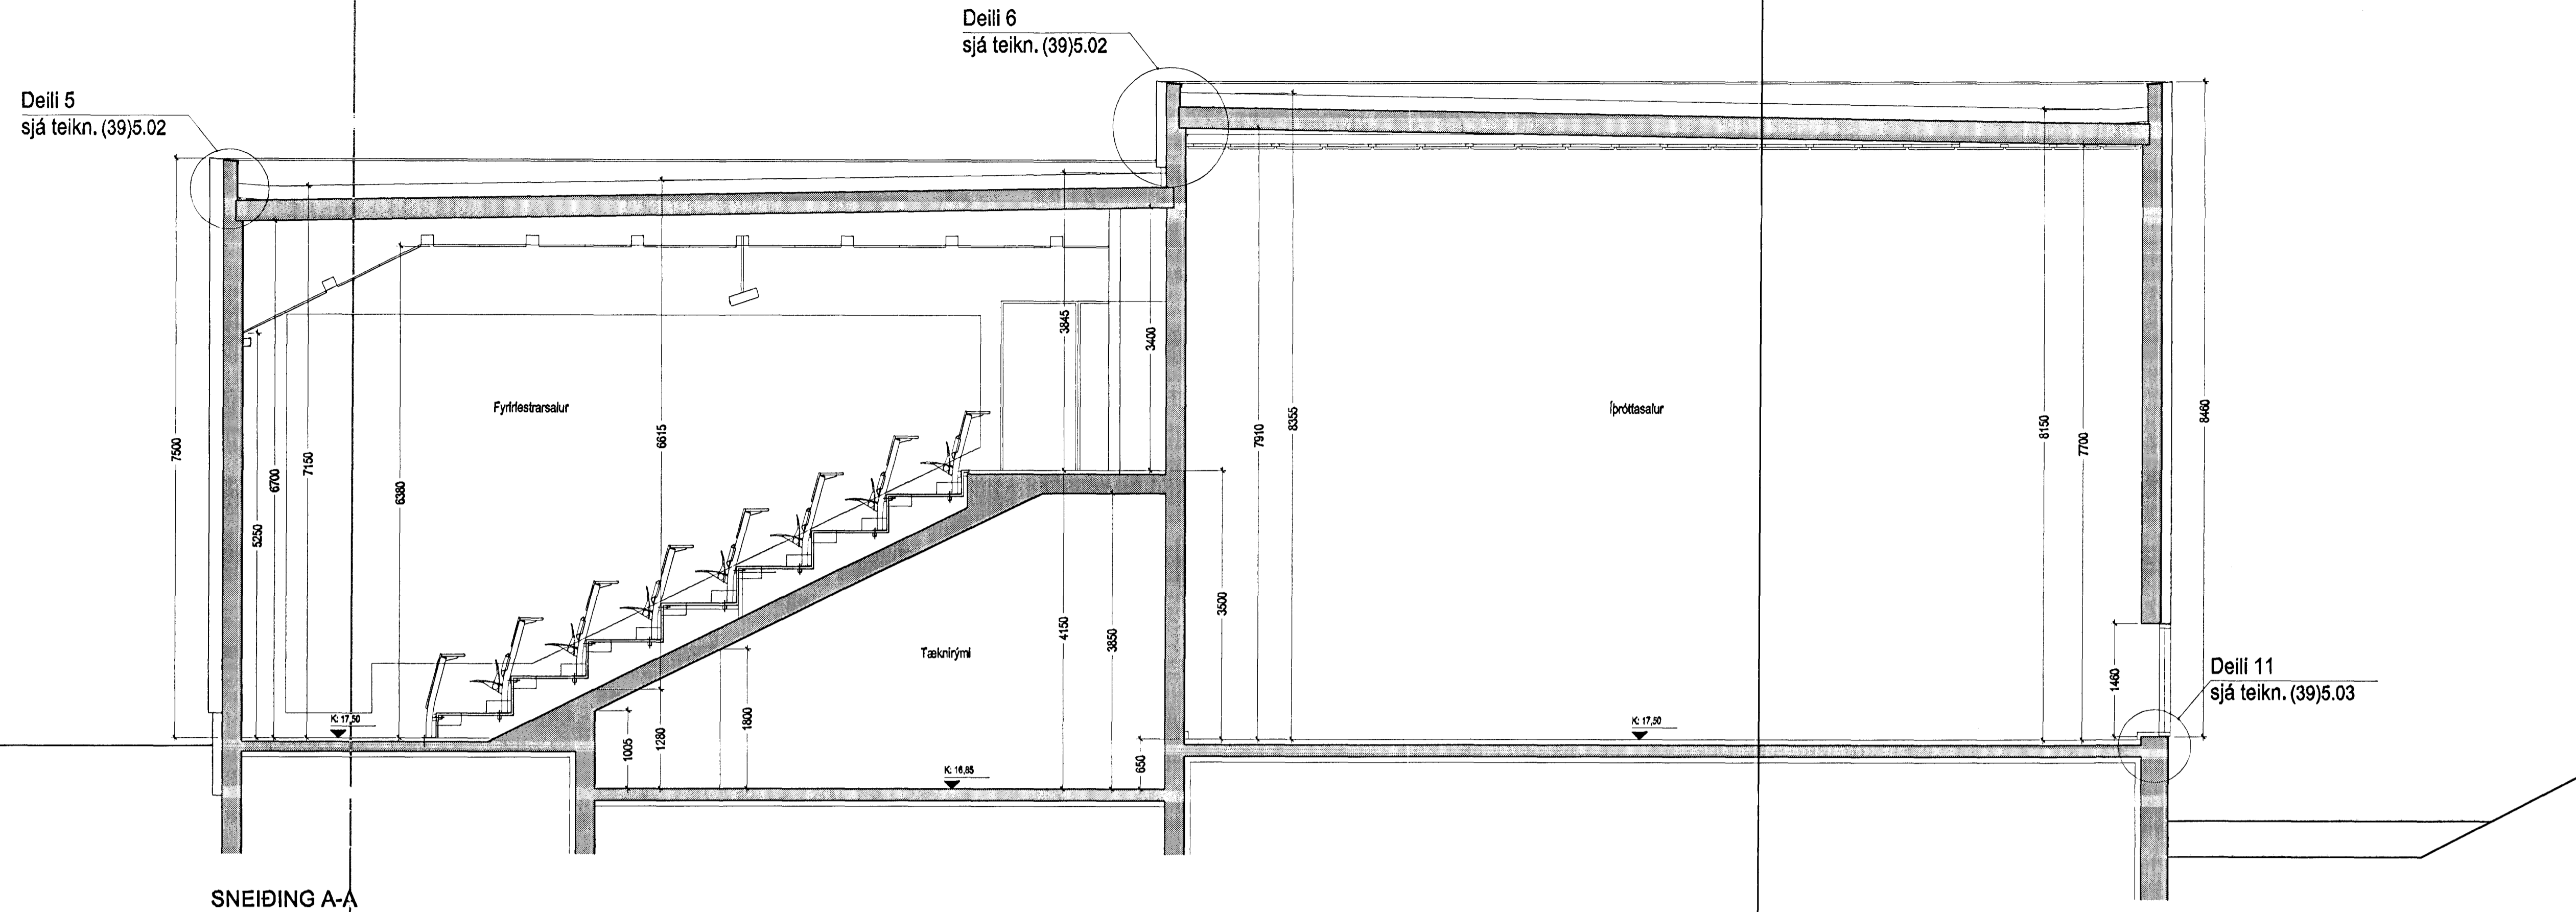 Deili 6
sjá teikn. (39)5.02
Deili 5
sjá teikn. (39)5.02
Fyrirlestrarsalur
Íþróttasalur
7500
6700
7150
5250
6380
6615
3845
3400
7910
8355
8150
7700
8460
3500
4150
3850
Tæknirými
1005
1280
1800
650
1460
K: 17,50
K: 16,85
K: 17,50
Deili 11
sjá teikn. (39)5.03
SNEIÐING A-A